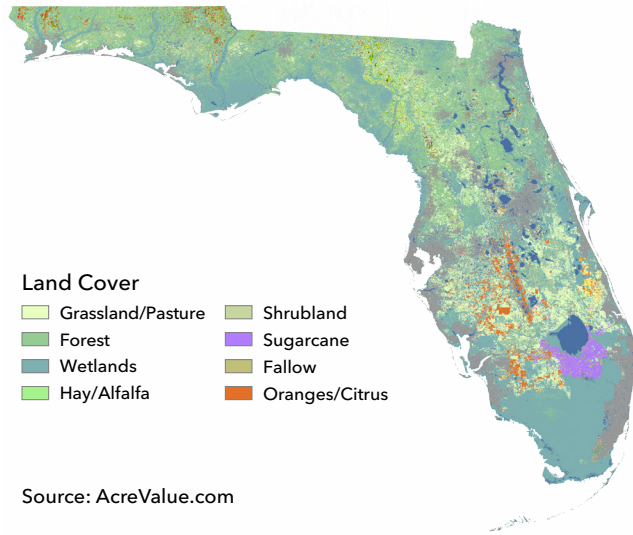 Land Cover
Grassland/Pasture
Forest
Wetlands
Hay/Alfalfa
Shrubland
Sugarcane
Fallow
Oranges/Citrus
Source: AcreValue.com